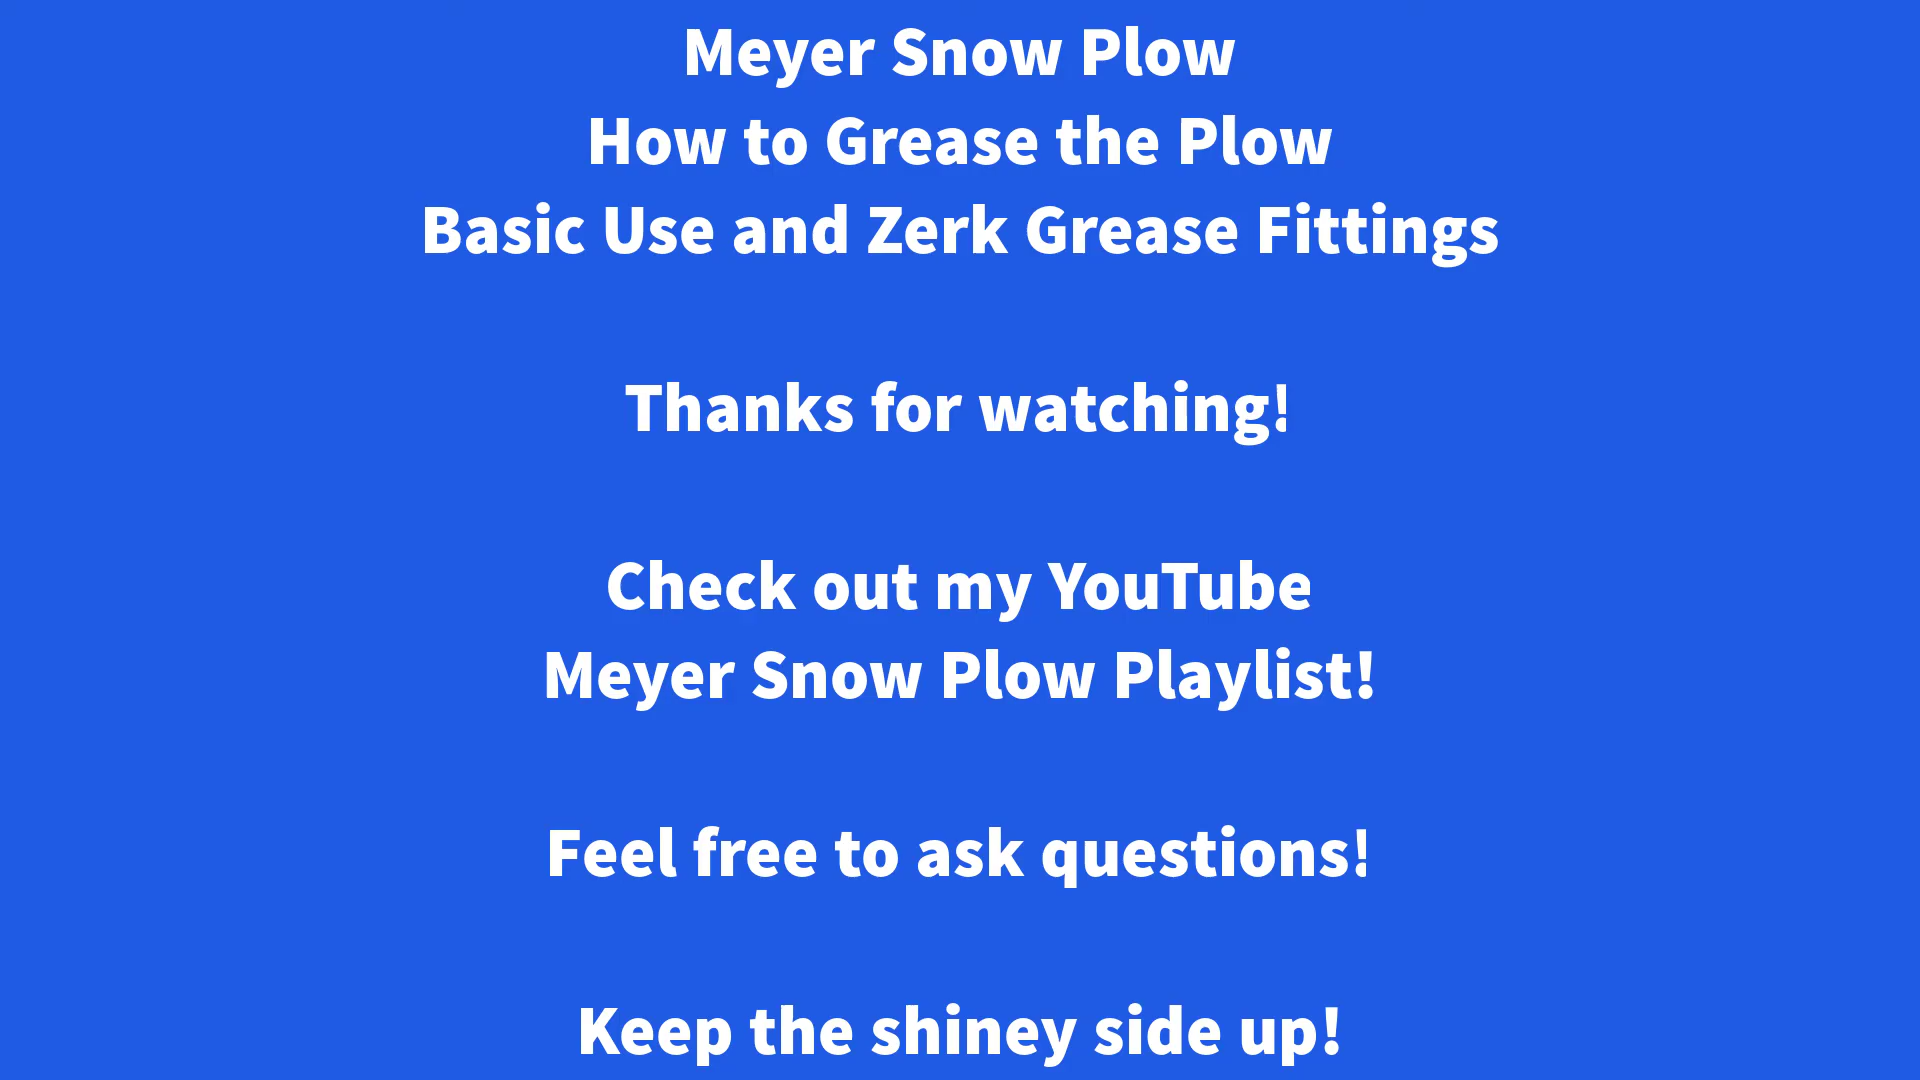 Meyer Snow Plow
How to Grease the Plow
Basic Use and Zerk Grease Fittings
Thanks for watching!
Check out my YouTube
Meyer Snow Plow Playlist!
Feel free to ask questions!
Keep the shiney side up!